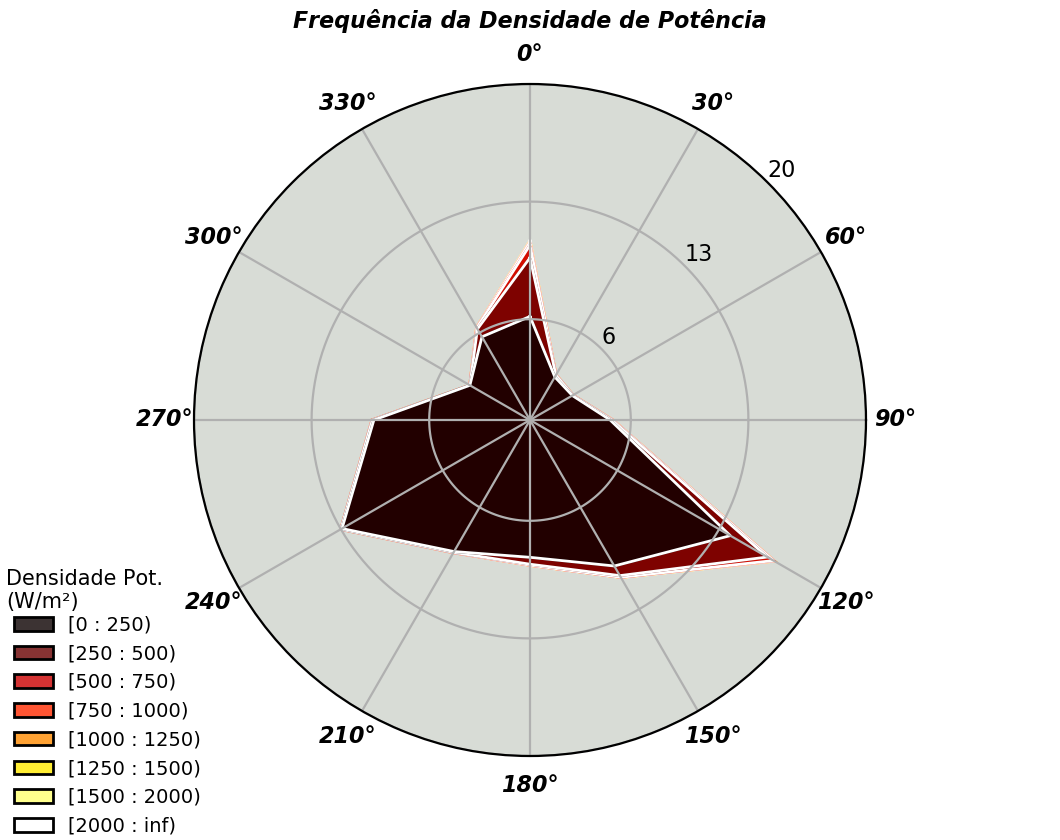 Frequência da Densidade de Potência
0°
330°
30°
20
300°
60°
13
6
270°
90°
240°
120°
210°
150°
180°
Densidade Pot.
(W/m²)
[0 : 250)
[250 : 500)
[500 : 750)
[750 : 1000)
[1000 : 1250)
[1250 : 1500)
[1500 : 2000)
[2000 : inf)